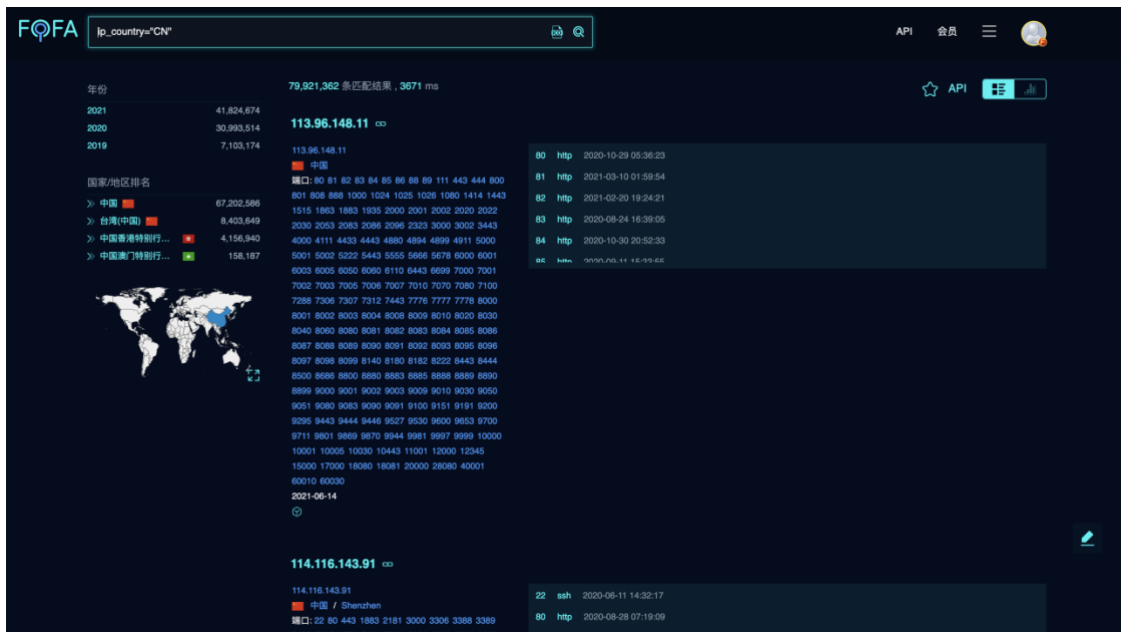 FOFA
ip_country="CN"
API 会员
年份
2021 41,824,674
2020 30,993,514
2019 7,103,174
国家/地区排名
中国 67,202,586
台湾(中国) 8,403,649
中国香港特别行... 4,156,940
中国澳门特别行... 158,187
79,921,362 条匹配结果 , 3671 ms
API
113.96.148.11
113.96.148.11
中国
端口: 80 81 82 83 84 85 86 88 89 111 443 444 800
801 808 888 1000 1024 1025 1026 1080 1414 1443
1515 1863 1883 1935 2000 2001 2002 2020 2022
2030 2053 2083 2086 2096 2323 3000 3002 3443
4000 4111 4433 4443 4880 4894 4899 4911 5000
5001 5002 5222 5443 5555 5666 5678 6000 6001
6003 6005 6050 6060 6110 6443 6699 7000 7001
7002 7003 7005 7006 7007 7010 7070 7080 7100
7288 7306 7307 7312 7443 7776 7777 7778 8000
8001 8002 8003 8004 8008 8009 8010 8020 8030
8040 8060 8080 8081 8082 8083 8084 8085 8086
8087 8088 8089 8090 8091 8092 8093 8095 8096
8097 8098 8099 8140 8180 8182 8222 8443 8444
8500 8686 8800 8880 8883 8885 8888 8889 8890
8899 9000 9001 9002 9003 9009 9010 9030 9050
9051 9080 9083 9090 9091 9100 9151 9191 9200
9295 9443 9444 9446 9527 9530 9600 9653 9700
9711 9801 9869 9870 9944 9981 9997 9999 10000
10001 10005 10030 10443 11001 12000 12345
15000 17000 18080 18081 20000 28080 40001
60010 60030
2021-06-14
80 http 2020-10-29 05:36:23
81 http 2021-03-10 01:59:54
82 http 2021-02-20 19:24:21
83 http 2020-08-24 16:39:05
84 http 2020-10-30 20:52:33
85 http 2020-09-11 15:33:55
114.116.143.91
114.116.143.91
中国 / Shenzhen
端口: 22 80 443 1883 2181 3000 3306 3388 3389
22 ssh 2020-06-11 14:32:17
80 http 2020-08-28 07:19:09